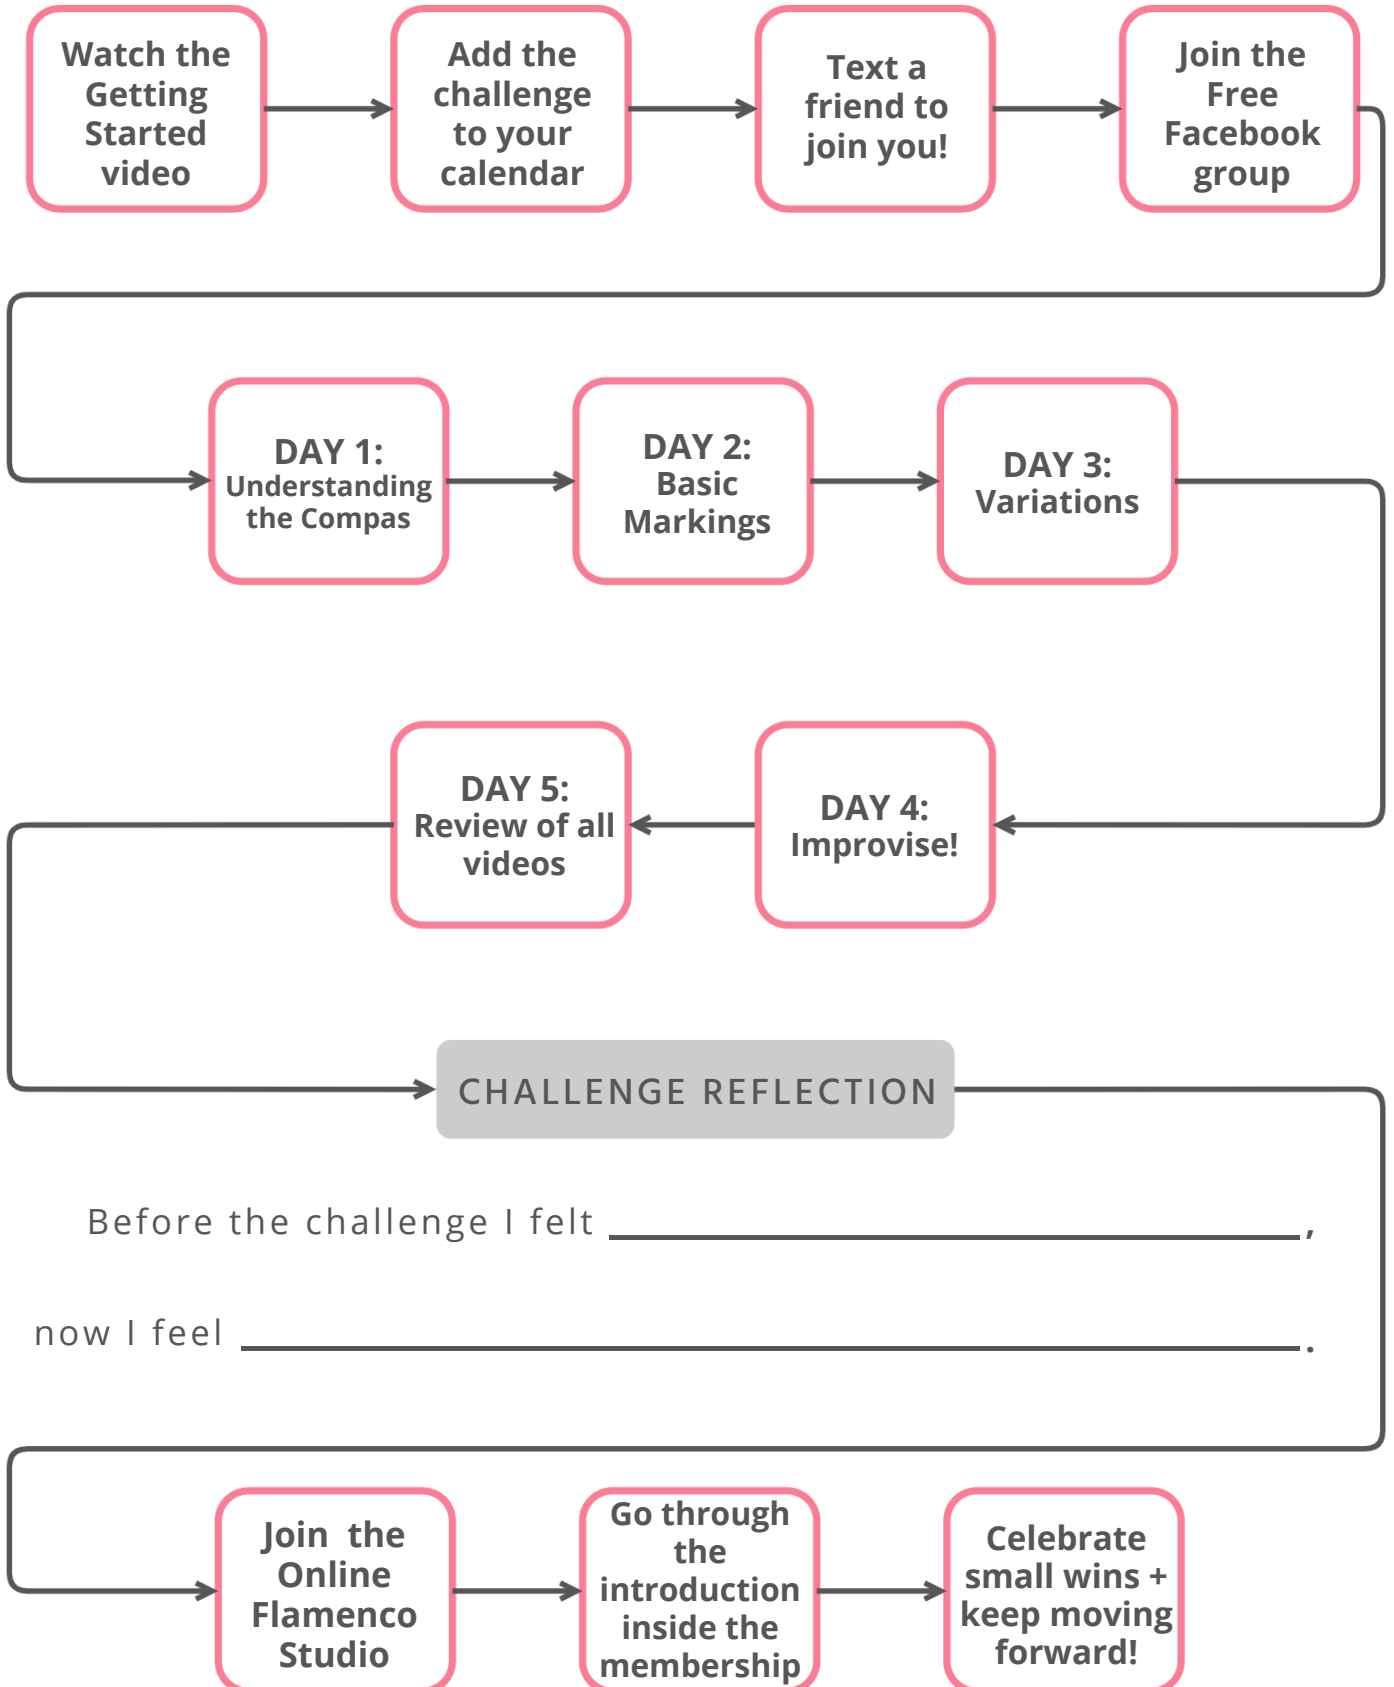 Watch the
Getting
Started
video
Add the
challenge
to your
calendar
Text a
friend to
join you!
Join the
Free
Facebook
group
DAY 1:
Understanding
the Compas
DAY 2:
Basic
Markings
DAY 3:
Variations
DAY 4:
Improvise!
DAY 5:
Review of all
videos
CHALLENGE REFLECTION
Before the challenge I felt ____________________,
now I feel ____________________.
Join the
Online
Flamenco
Studio
Go through
the
introduction
inside the
membership
Celebrate
small wins +
keep moving
forward!